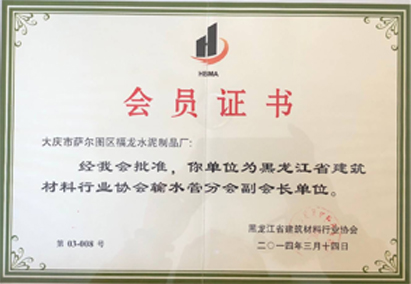 HBMA
会员证书
大庆市萨尔图区福龙水泥制品厂：
经我会批准，你单位为黑龙江省建筑
材料行业协会输水管分会副会长单位。
黑龙江省建筑材料行业协会
二〇一四年三月十四日
第 03-008 号